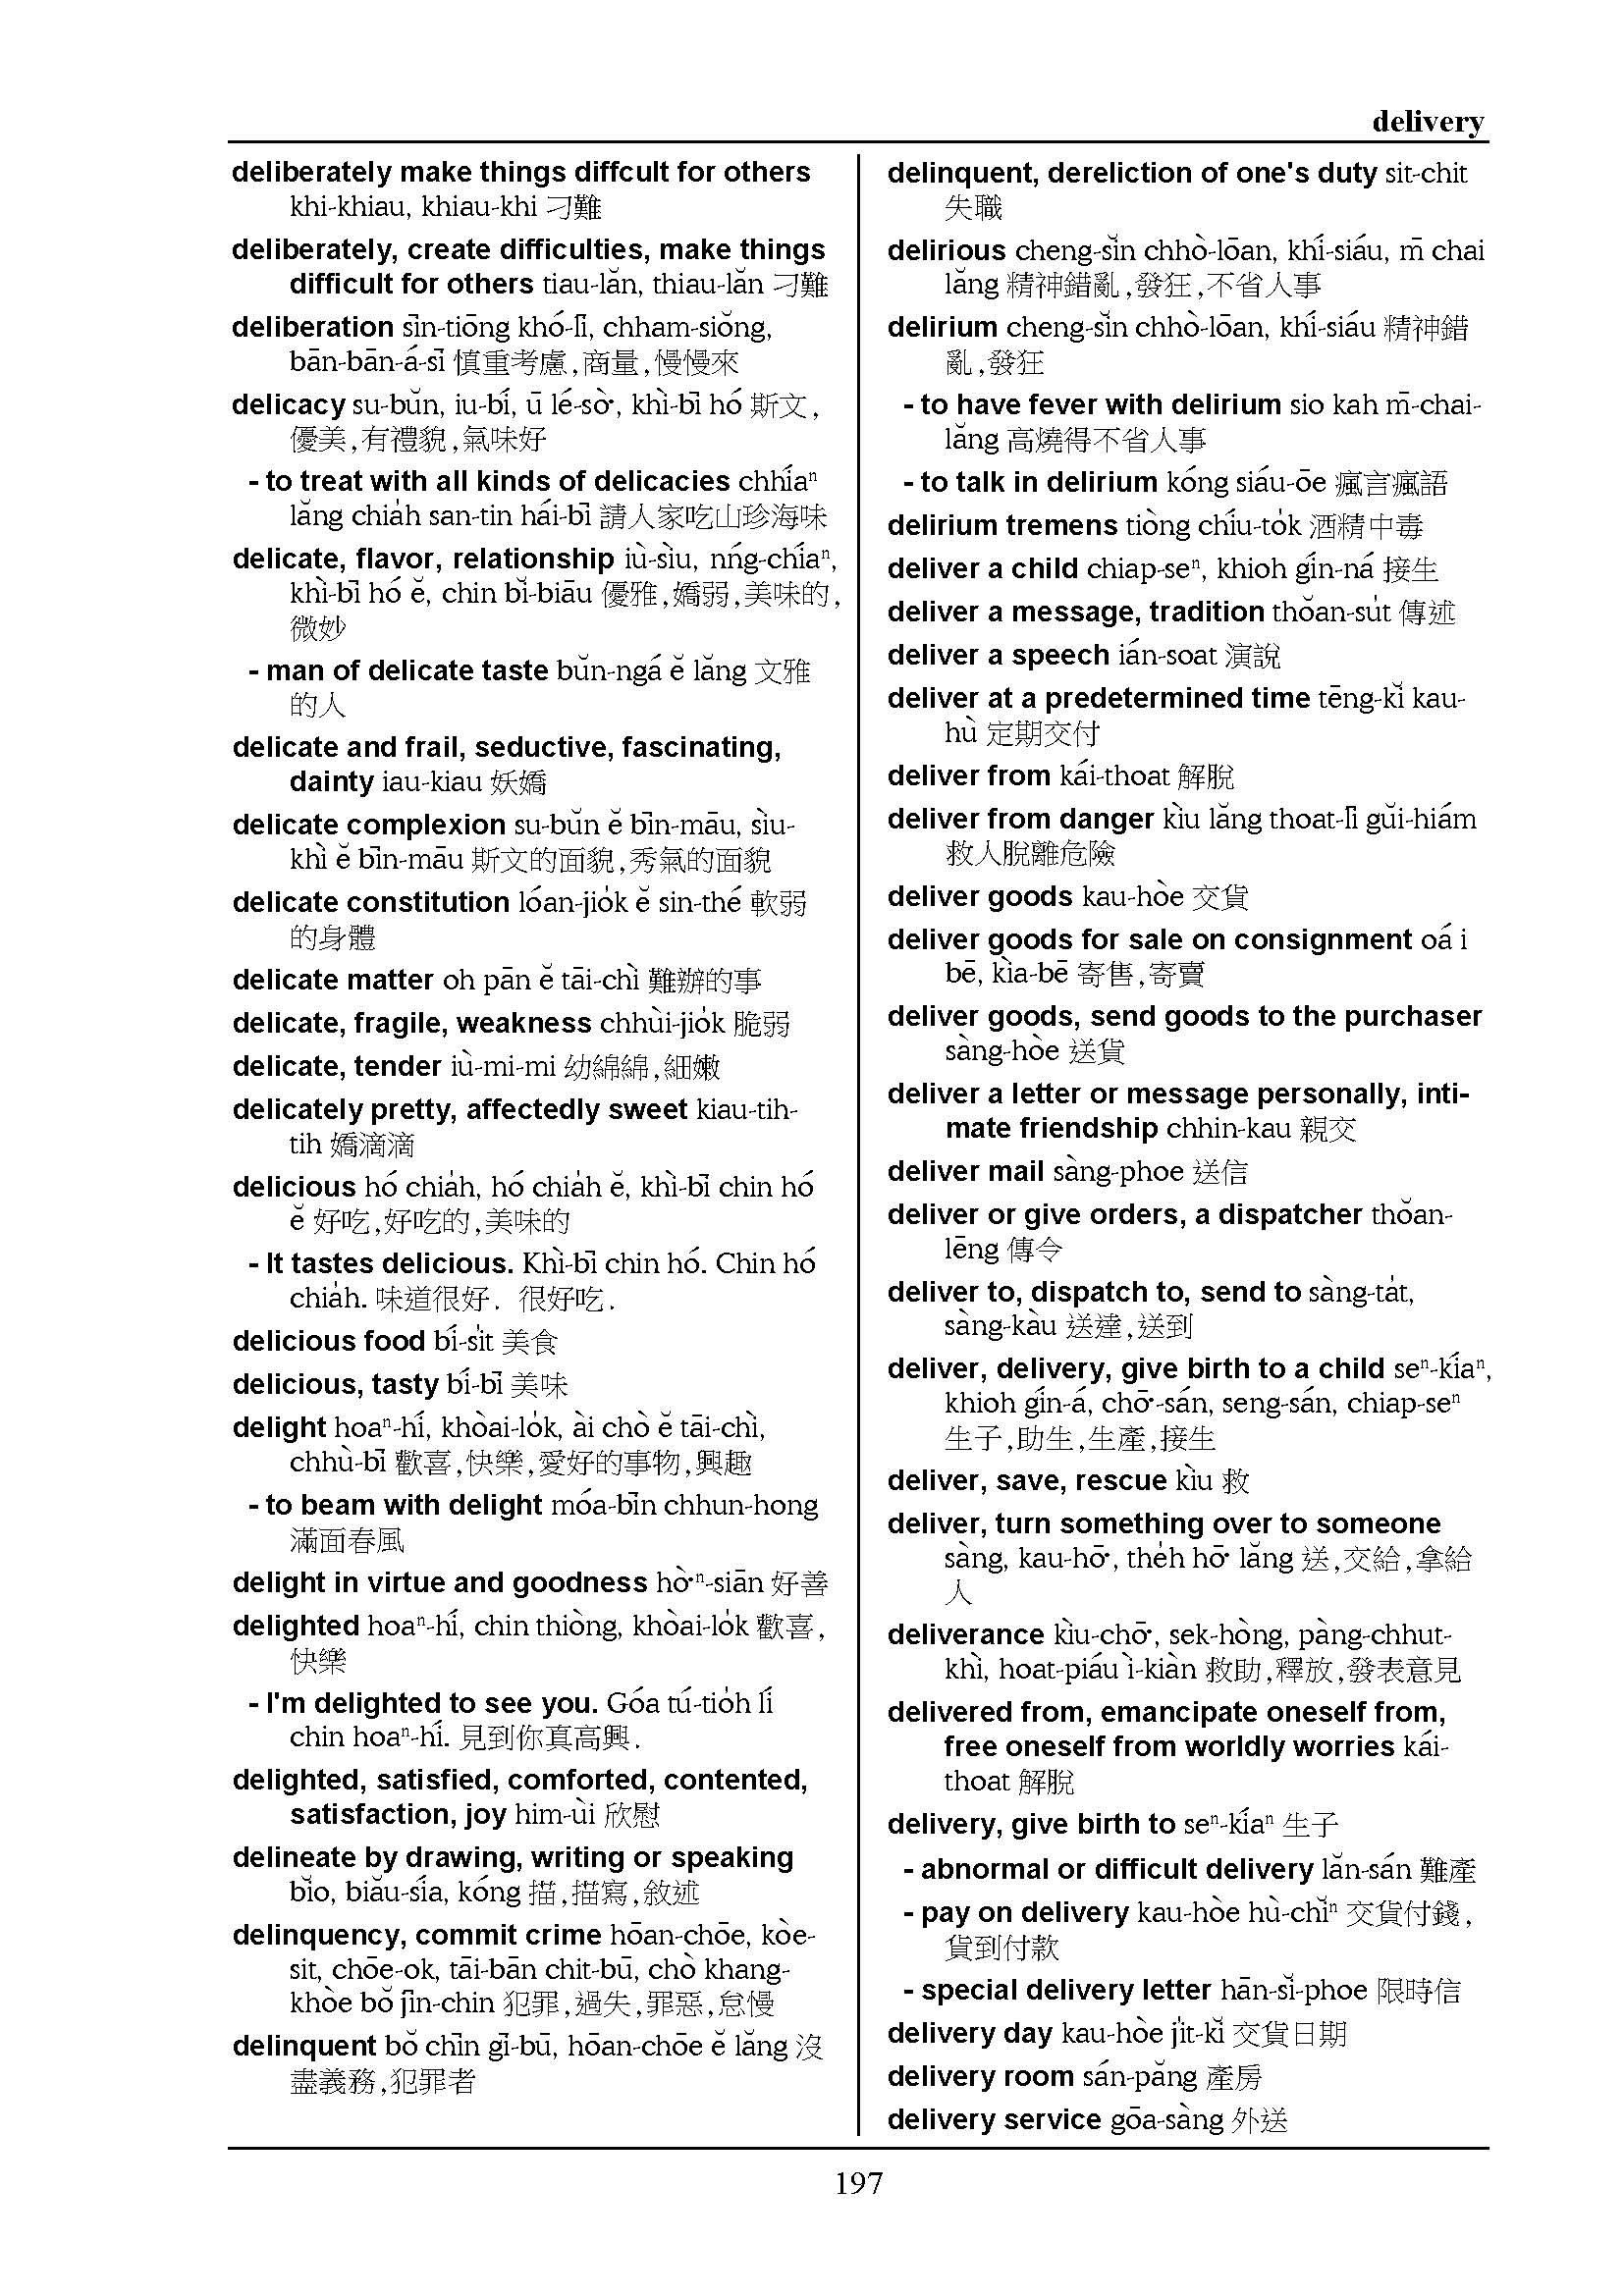 delivery
deliberately make things diffcult for others
khi-khiau, khiau-khi 刁難
deliberately, create difficulties, make things
difficult for others tiau-lăn, thiau-lăn 刁難
deliberation sīn-tiōng khó-lī, chham-siŏng,
bān-bān-á-sī 慎重考慮,商量,慢慢來
delicacy su-bŭn, iu-bí, ū lé-sò͘, khì-bī hó 斯文,
優美,有禮貌,氣味好
- to treat with all kinds of delicacies chhíaⁿ
lăng chia̍h san-tin hái-bī 請人家吃山珍海味
delicate, flavor, relationship iù-sìu, nńg-chíaⁿ,
khì-bī hó ĕ, chin bĭ-biāu 優雅,嬌弱,美味的,
微妙
- man of delicate taste bŭn-ngá ĕ lăng 文雅
的人
delicate and frail, seductive, fascinating,
dainty iau-kiau 妖嬌
delicate complexion su-bŭn ĕ bīn-māu, sìu-
khì ĕ bīn-māu 斯文的面貌,秀氣的面貌
delicate constitution lóan-jio̍k ĕ sin-thé 軟弱
的身體
delicate matter oh pān ĕ tāi-chì 難辦的事
delicate, fragile, weakness chhùi-jio̍k 脆弱
delicate, tender iù-mi-mi 幼綿綿,細嫩
delicately pretty, affectedly sweet kiau-tih-
tih 嬌滴滴
delicious hó chia̍h, hó chia̍h ĕ, khì-bī chin hó
ĕ 好吃,好吃的,美味的
- It tastes delicious. Khì-bī chin hó. Chin hó
chia̍h. 味道很好. 很好吃.
delicious food bí-si̍t 美食
delicious, tasty bí-bī 美味
delight hoaⁿ-hí, khòai-lo̍k, ài chò ĕ tāi-chì,
chhù-bī 歡喜,快樂,愛好的事物,興趣
- to beam with delight móa-bīn chhun-hong
滿面春風
delight in virtue and goodness hò͘ⁿ-siān 好善
delighted hoaⁿ-hí, chin thiòng, khòai-lo̍k 歡喜,
快樂
- I'm delighted to see you. Góa tú-tio̍h lí
chin hoaⁿ-hí. 見到你真高興.
delighted, satisfied, comforted, contented,
satisfaction, joy him-ùi 欣慰
delineate by drawing, writing or speaking
bĭo, biău-sía, kóng 描,描寫,敘述
delinquency, commit crime hōan-chōe, kòe-
sit, chōe-ok, tāi-bān chit-bū, chò khang-
khòe bŏ jīn-chin 犯罪,過失,罪惡,怠慢
delinquent bŏ chīn gī-bū, hōan-chōe ĕ lăng 沒
盡義務,犯罪者
delinquent, dereliction of one's duty sit-chit
失職
delirious cheng-sĭn chhò-lōan, khí-siáu, m̄ chai
lăng 精神錯亂,發狂,不省人事
delirium cheng-sĭn chhò-lōan, khí-siáu 精神錯
亂,發狂
- to have fever with delirium sio kah m̄-chai-
lăng 高燒得不省人事
- to talk in delirium kóng siáu-ōe 瘋言瘋語
delirium tremens tiòng chíu-to̍k 酒精中毒
deliver a child chiap-seⁿ, khioh gín-ná 接生
deliver a message, tradition thŏan-su̍t 傳述
deliver a speech ián-soat 演說
deliver at a predetermined time tēng-kĭ kau-
hù 定期交付
deliver from kái-thoat 解脫
deliver from danger kìu lăng thoat-lī gŭi-hiám
救人脫離危險
deliver goods kau-hòe 交貨
deliver goods for sale on consignment oá i
bē, kìa-bē 寄售,寄賣
deliver goods, send goods to the purchaser
sàng-hòe 送貨
deliver a letter or message personally, inti-
mate friendship chhin-kau 親交
deliver mail sàng-phoe 送信
deliver or give orders, a dispatcher thŏan-
lēng 傳令
deliver to, dispatch to, send to sàng-ta̍t,
sàng-kàu 送達,送到
deliver, delivery, give birth to a child seⁿ-kíaⁿ,
khioh gín-á, chō͘-sán, seng-sán, chiap-seⁿ
生子,助生,生產,接生
deliver, save, rescue kìu 救
deliver, turn something over to someone
sàng, kau-hō͘, the̍h hō͘ lăng 送,交給,拿給
人
deliverance kìu-chō͘, sek-hòng, pàng-chhut-
khì, hoat-piáu ì-kiàn 救助,釋放,發表意見
delivered from, emancipate oneself from,
free oneself from worldly worries kái-
thoat 解脫
delivery, give birth to seⁿ-kíaⁿ 生子
- abnormal or difficult delivery lăn-sán 難產
- pay on delivery kau-hòe hù-chĭⁿ 交貨付錢,
貨到付款
- special delivery letter hān-sĭ-phoe 限時信
delivery day kau-hòe ji̍t-kĭ 交貨日期
delivery room sán-păng 產房
delivery service gōa-sàng 外送
197